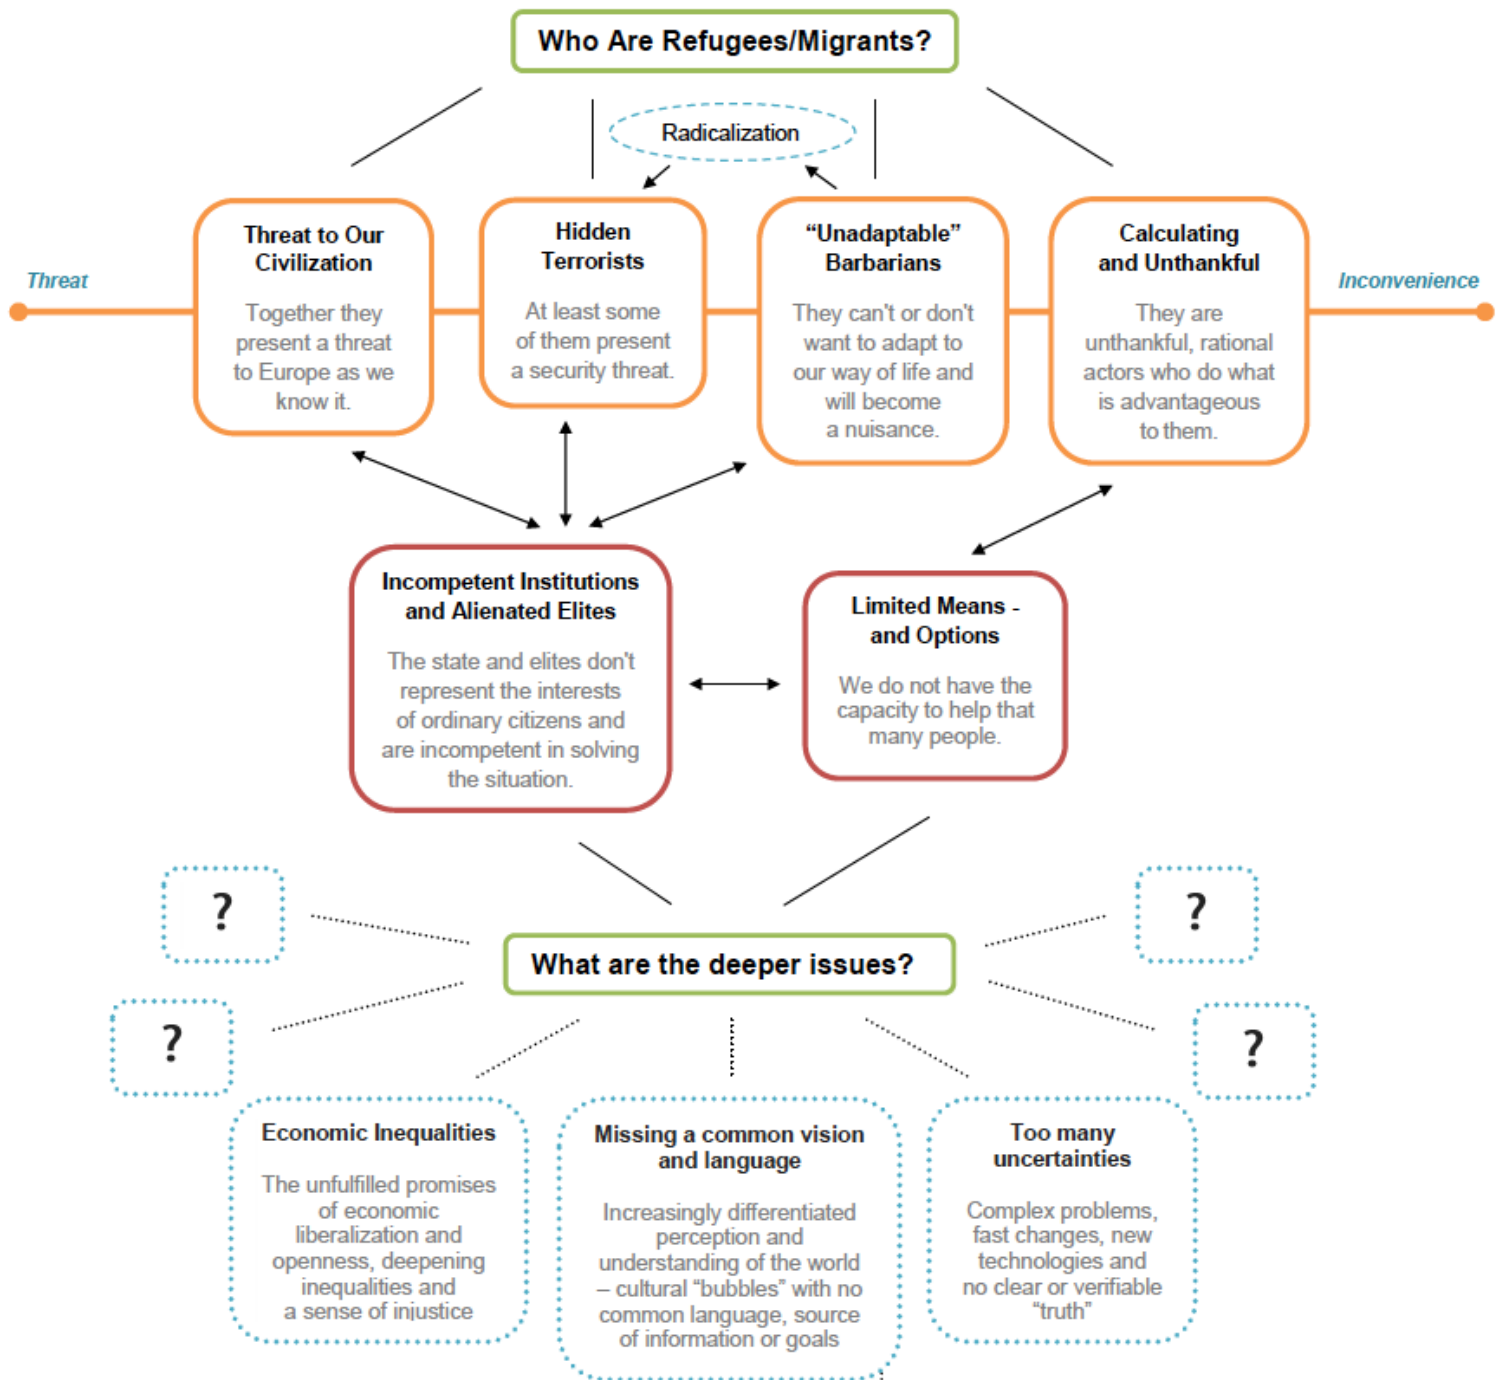 Who Are Refugees/Migrants?
Radicalization
Threat
Threat to Our
Civilization
Together they
present a threat
to Europe as we
know it.
Hidden
Terrorists
At least some
of them present
a security threat.
“Unadaptable”
Barbarians
They can't or don't
want to adapt to
our way of life and
will become
a nuisance.
Calculating
and Unthankful
They are
unthankful, rational
actors who do what
is advantageous
to them.
Inconvenience
Incompetent Institutions
and Alienated Elites
The state and elites don't
represent the interests
of ordinary citizens and
are incompetent in solving
the situation.
Limited Means -
and Options
We do not have the
capacity to help that
many people.
?
?
What are the deeper issues?
?
?
Economic Inequalities
The unfulfilled promises
of economic
liberalization and
openness, deepening
inequalities and
a sense of injustice
Missing a common vision
and language
Increasingly differentiated
perception and
understanding of the world
– cultural “bubbles” with no
common language, source
of information or goals
Too many
uncertainties
Complex problems,
fast changes, new
technologies and
no clear or verifiable
“truth”